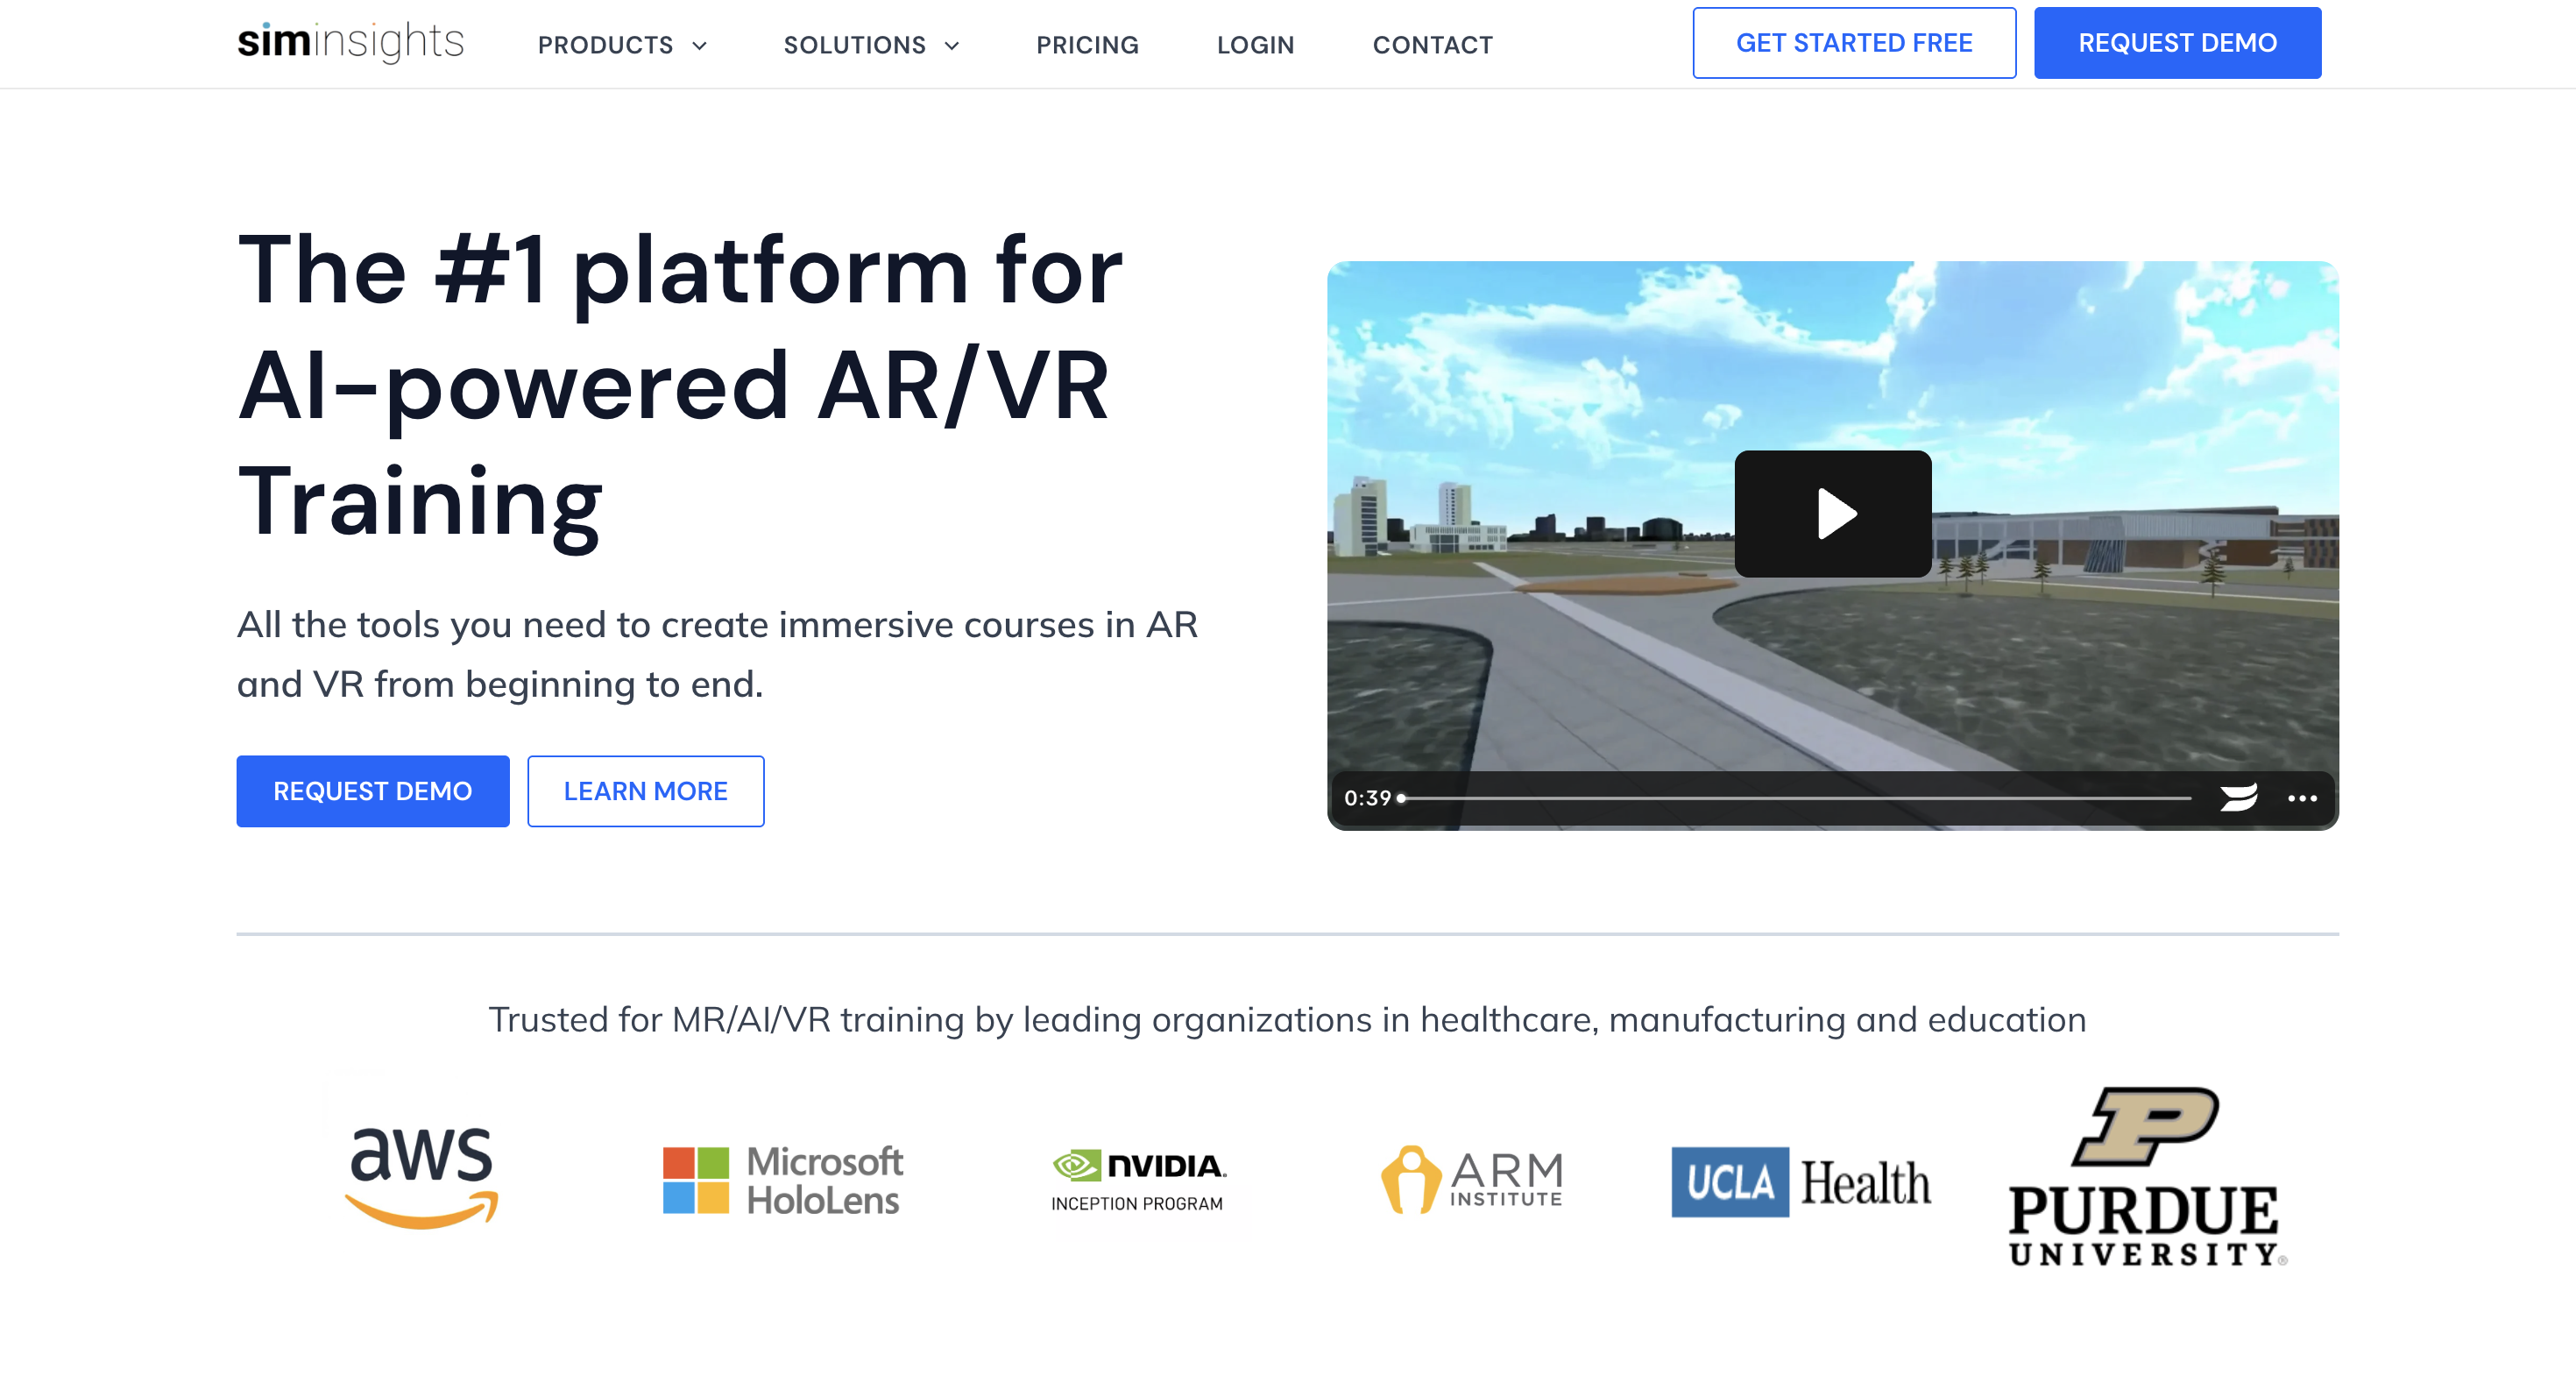 siminsights
PRODUCTS
SOLUTIONS
PRICING
LOGIN
CONTACT
GET STARTED FREE
REQUEST DEMO
The #1 platform for
AI-powered AR/VR
Training
All the tools you need to create immersive courses in AR
and VR from beginning to end.
REQUEST DEMO
LEARN MORE
0:39
Trusted for MR/AI/VR training by leading organizations in healthcare, manufacturing and education
aws
Microsoft
HoloLens
NVIDIA.
INCEPTION PROGRAM
ARM
INSTITUTE
UCLA Health
P
PURDUE
UNIVERSITY®